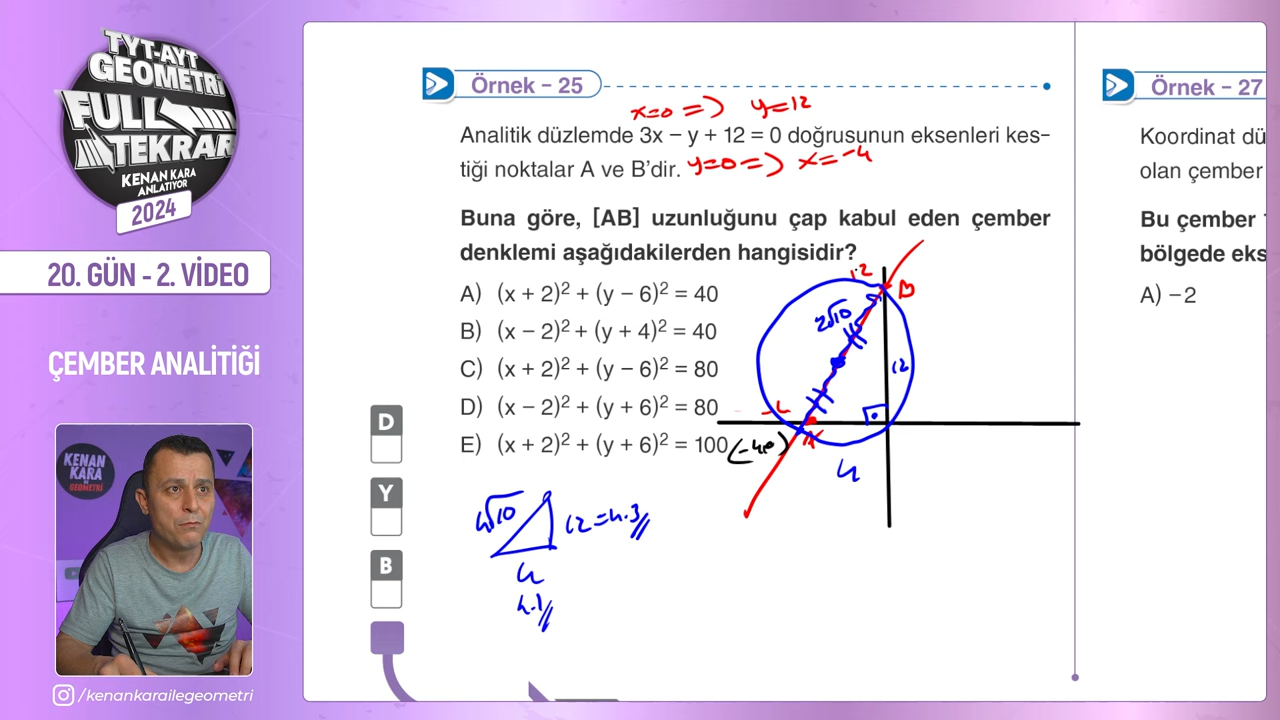 TYT-AYT
GEOMETRİ
FULL
TEKRAR
KENAN KARA
ANLATIYOR
2024
20. GÜN - 2. VİDEO
ÇEMBER ANALİTİĞİ
KENAN
KARA
GEOMETRİ
/kenankarailegeometri
D
Y
B
Örnek - 25
x=0 => y=12
Analitik düzlemde 3x − y + 12 = 0 doğrusunun eksenleri kes-
tiği noktalar A ve B'dir. y=0 => x=-4
Buna göre, [AB] uzunluğunu çap kabul eden çember
denklemi aşağıdakilerden hangisidir?
A) (x + 2)² + (y − 6)² = 40
B) (x − 2)² + (y + 4)² = 40
C) (x + 2)² + (y − 6)² = 80
D) (x − 2)² + (y + 6)² = 80
E) (x + 2)² + (y + 6)² = 100
12
B
2√10
12
-4
A
(-4,0)
4
4√10
12=4.3
4
4.1
Örnek - 27
Koordinat dü
olan çember
Bu çember
bölgede eks
A) −2